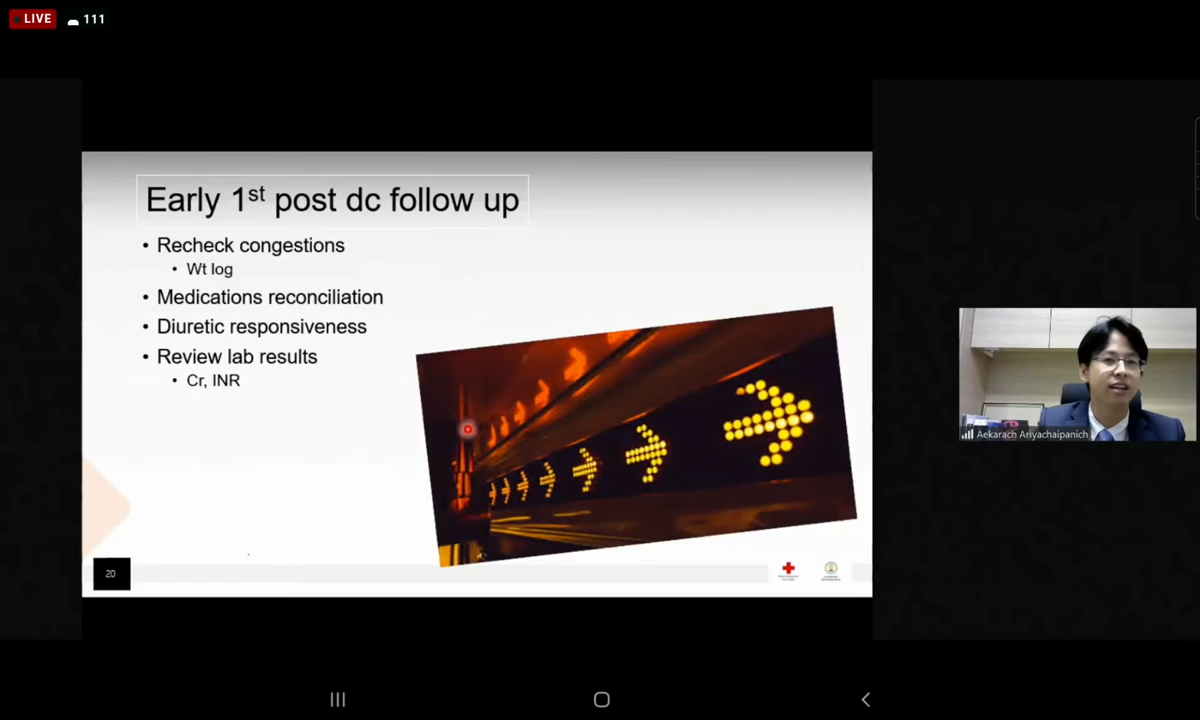 LIVE
111
Early 1st post dc follow up
• Recheck congestions
• Wt log
• Medications reconciliation
• Diuretic responsiveness
• Review lab results
• Cr, INR
Aekarach Ariyachaipanich
20